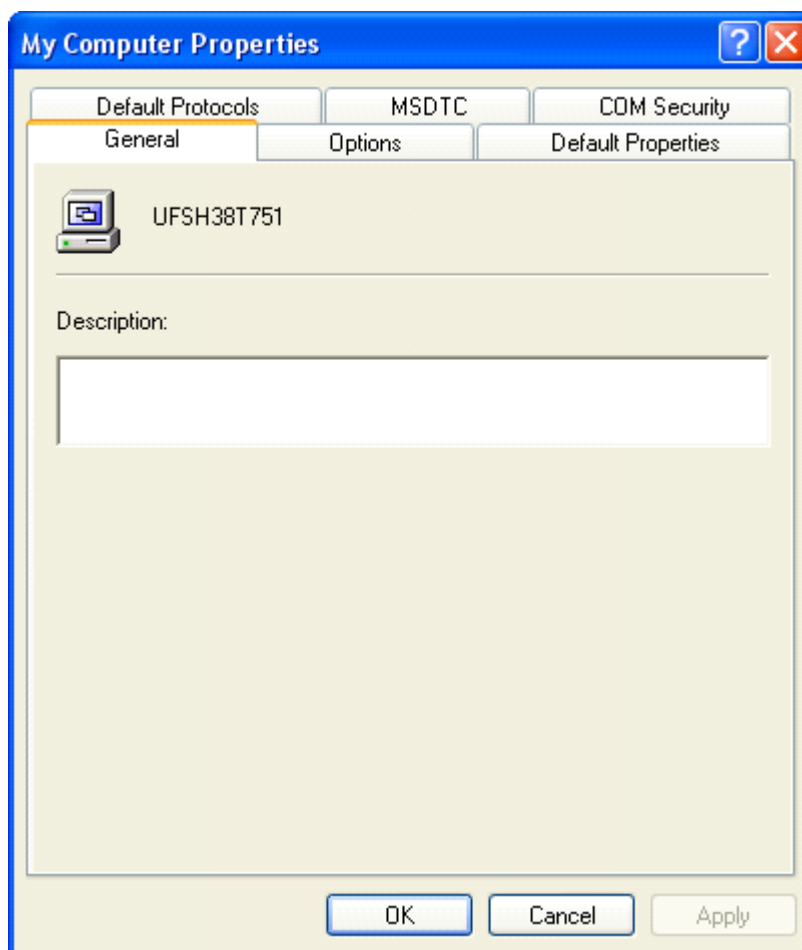 My Computer Properties
Default Protocols MSDTC COM Security
General Options Default Properties
UFSH38T751
Description:
OK Cancel Apply